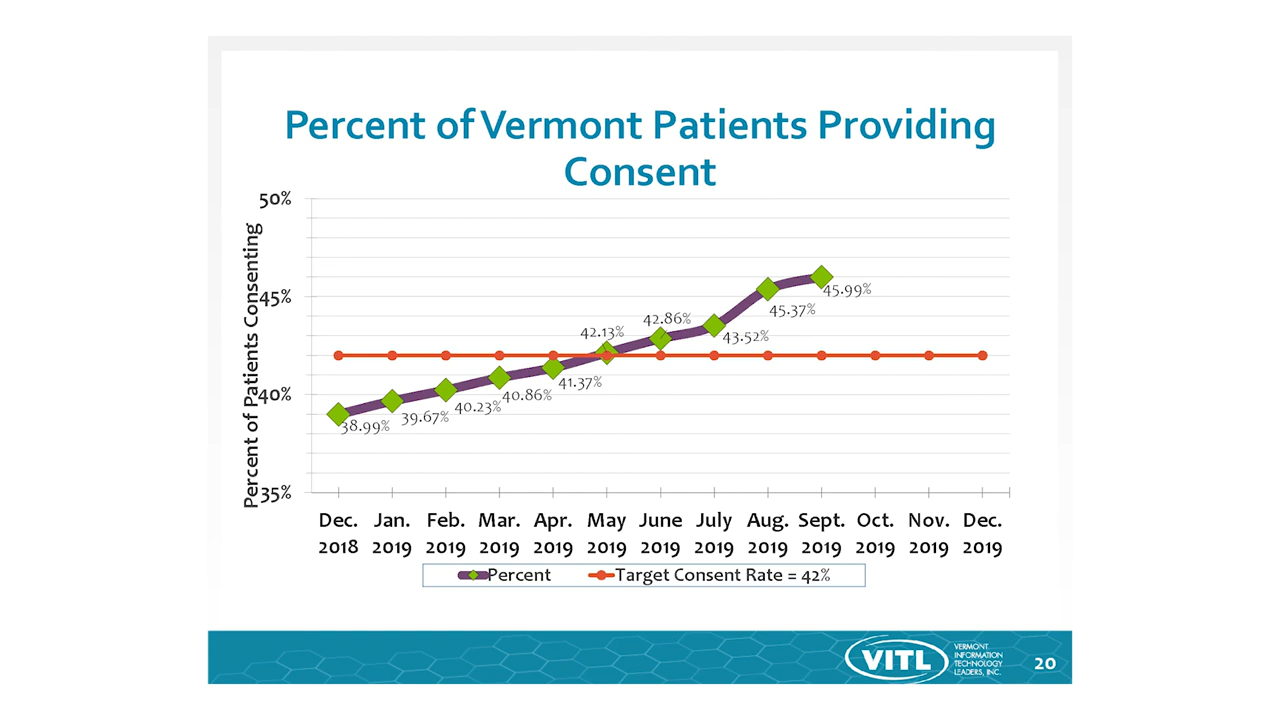 Percent of Vermont Patients Providing
Consent
Percent of Patients Consenting
50%
45%
40%
35%
38.99%
39.67%
40.23%
40.86%
41.37%
42.13%
42.86%
43.52%
45.37%
45.99%
Dec. Jan. Feb. Mar. Apr. May June July Aug. Sept. Oct. Nov. Dec.
2018 2019 2019 2019 2019 2019 2019 2019 2019 2019 2019 2019 2019
Percent Target Consent Rate = 42%
VITL
VERMONT
INFORMATION
TECHNOLOGY
LEADERS, INC.
20